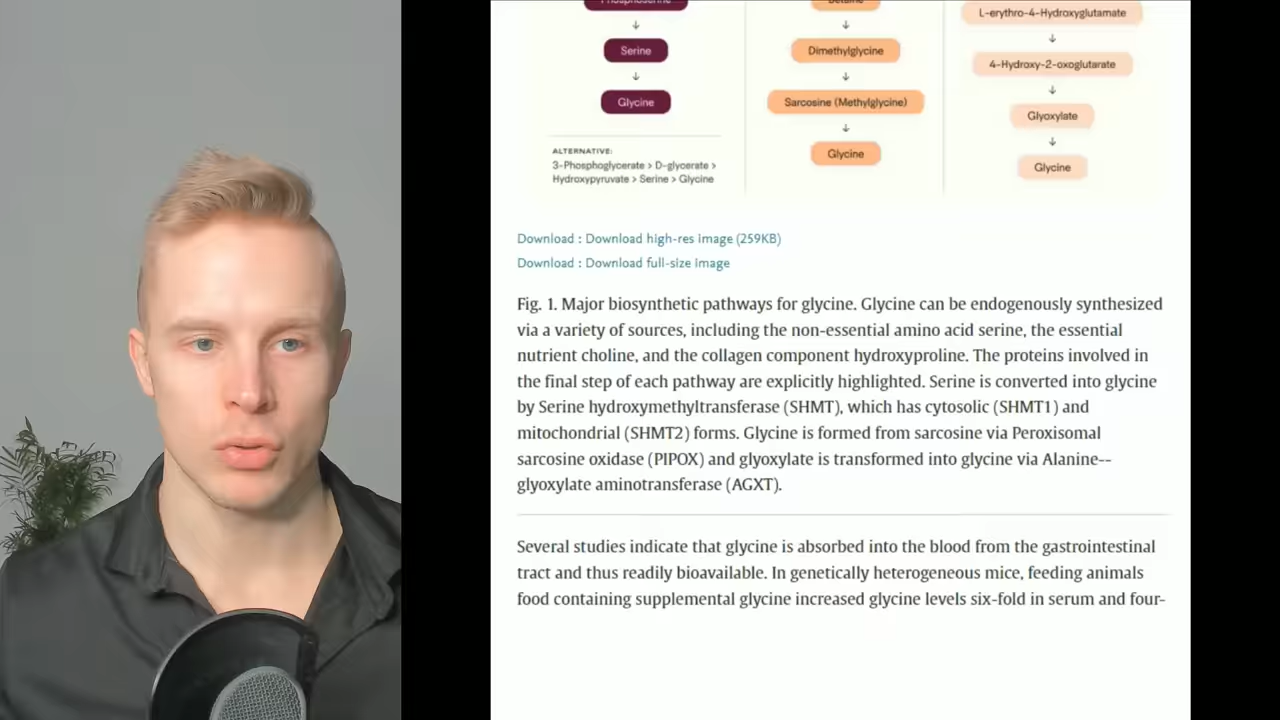 Phosphoserine
Serine
Glycine
ALTERNATIVE:
3-Phosphoglycerate > D-glycerate >
Hydroxypyruvate > Serine > Glycine
Betaine
Dimethylglycine
Sarcosine (Methylglycine)
Glycine
L-erythro-4-Hydroxyglutamate
4-Hydroxy-2-oxoglutarate
Glyoxylate
Glycine
Download : Download high-res image (259KB)
Download : Download full-size image
Fig. 1. Major biosynthetic pathways for glycine. Glycine can be endogenously synthesized
via a variety of sources, including the non-essential amino acid serine, the essential
nutrient choline, and the collagen component hydroxyproline. The proteins involved in
the final step of each pathway are explicitly highlighted. Serine is converted into glycine
by Serine hydroxymethyltransferase (SHMT), which has cytosolic (SHMT1) and
mitochondrial (SHMT2) forms. Glycine is formed from sarcosine via Peroxisomal
sarcosine oxidase (PIPOX) and glyoxylate is transformed into glycine via Alanine--
glyoxylate aminotransferase (AGXT).
Several studies indicate that glycine is absorbed into the blood from the gastrointestinal
tract and thus readily bioavailable. In genetically heterogeneous mice, feeding animals
food containing supplemental glycine increased glycine levels six-fold in serum and four-